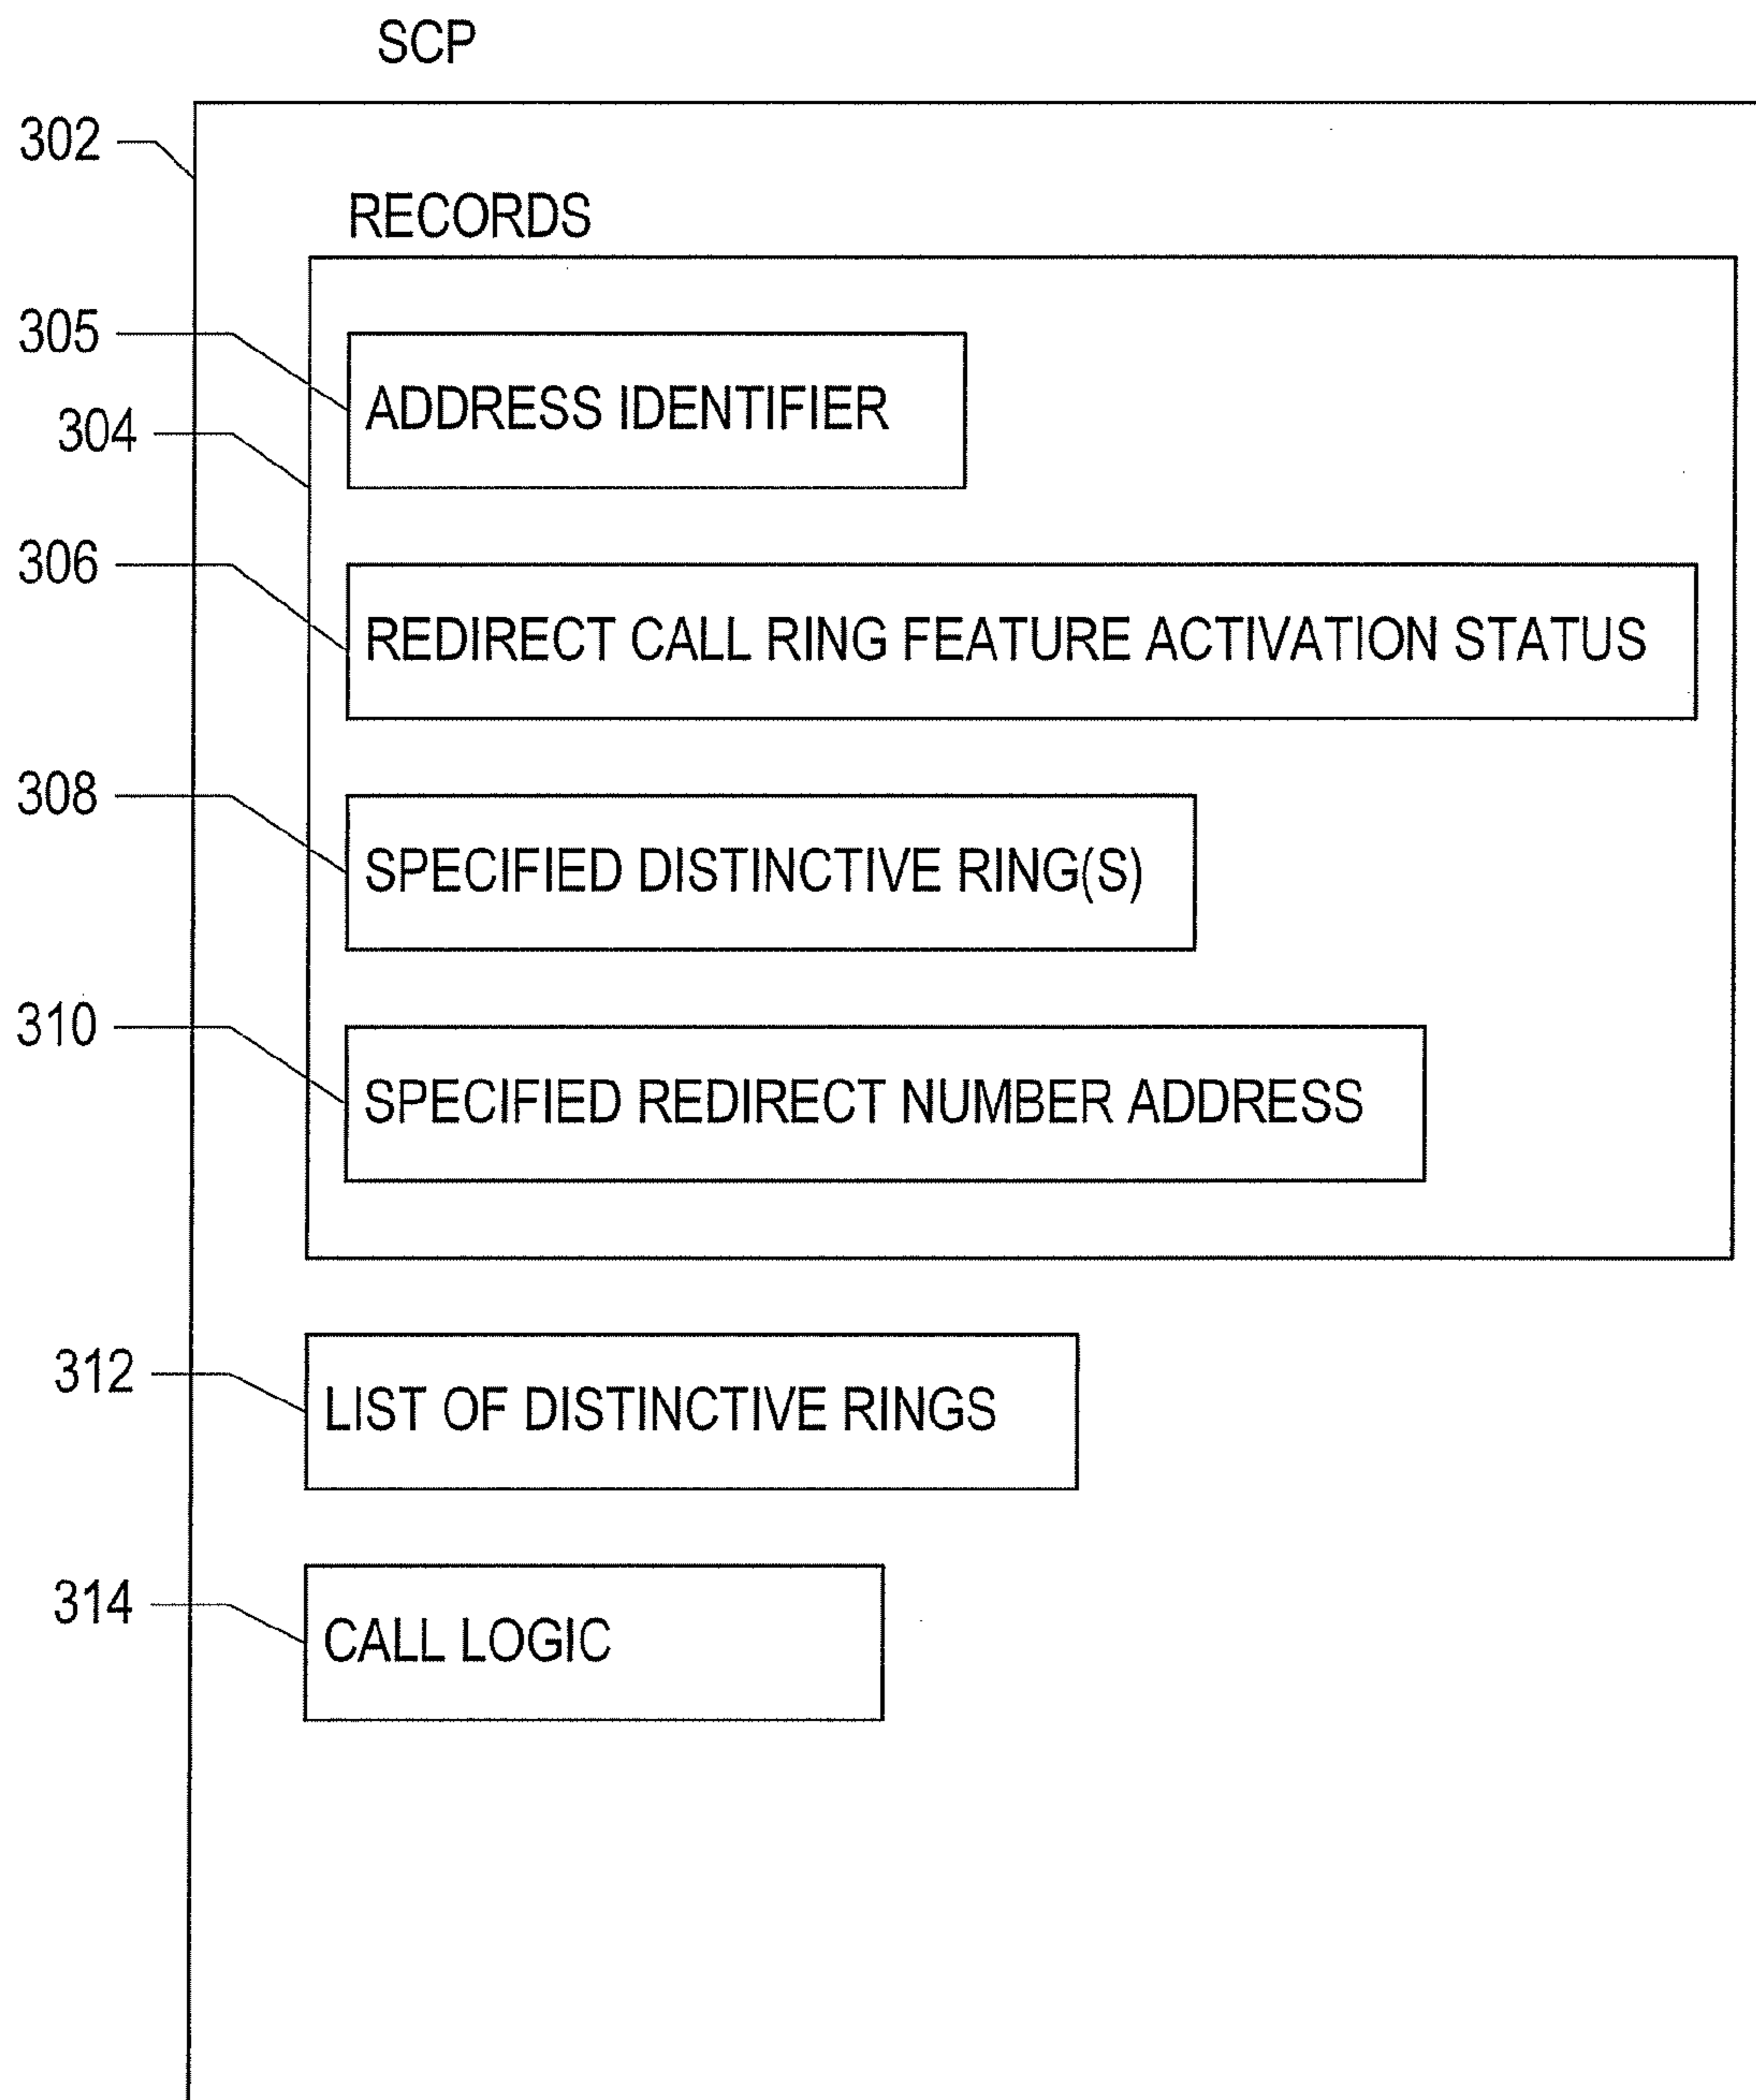 SCP
302
RECORDS
305
ADDRESS IDENTIFIER
304
306
REDIRECT CALL RING FEATURE ACTIVATION STATUS
308
SPECIFIED DISTINCTIVE RING(S)
310
SPECIFIED REDIRECT NUMBER ADDRESS
312
LIST OF DISTINCTIVE RINGS
314
CALL LOGIC